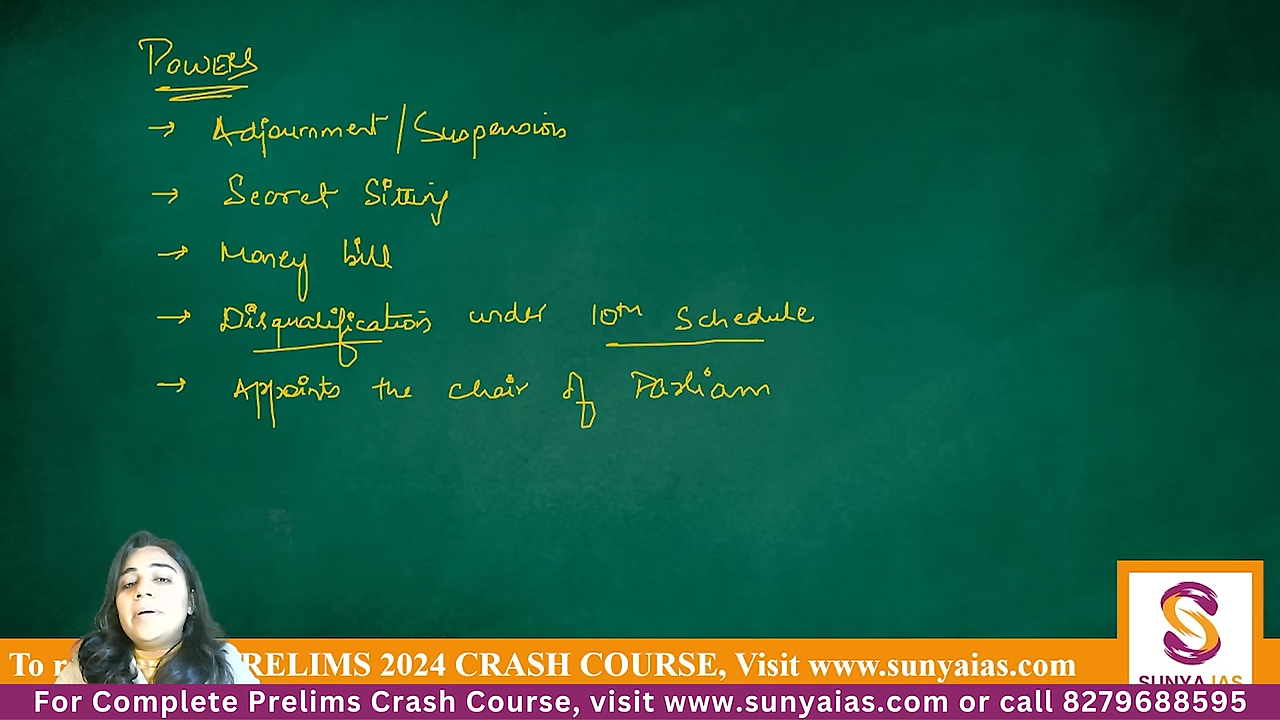 Powers
→ Adjournment/Suspension
→ Secret Sitting
→ Money bill
→ Disqualification under 10th Schedule
→ Appoints the chair of Parliam
To RELIMS 2024 CRASH COURSE, Visit www.sunyaias.com
SUNYA IAS
For Complete Prelims Crash Course, visit www.sunyaias.com or call 8279688595